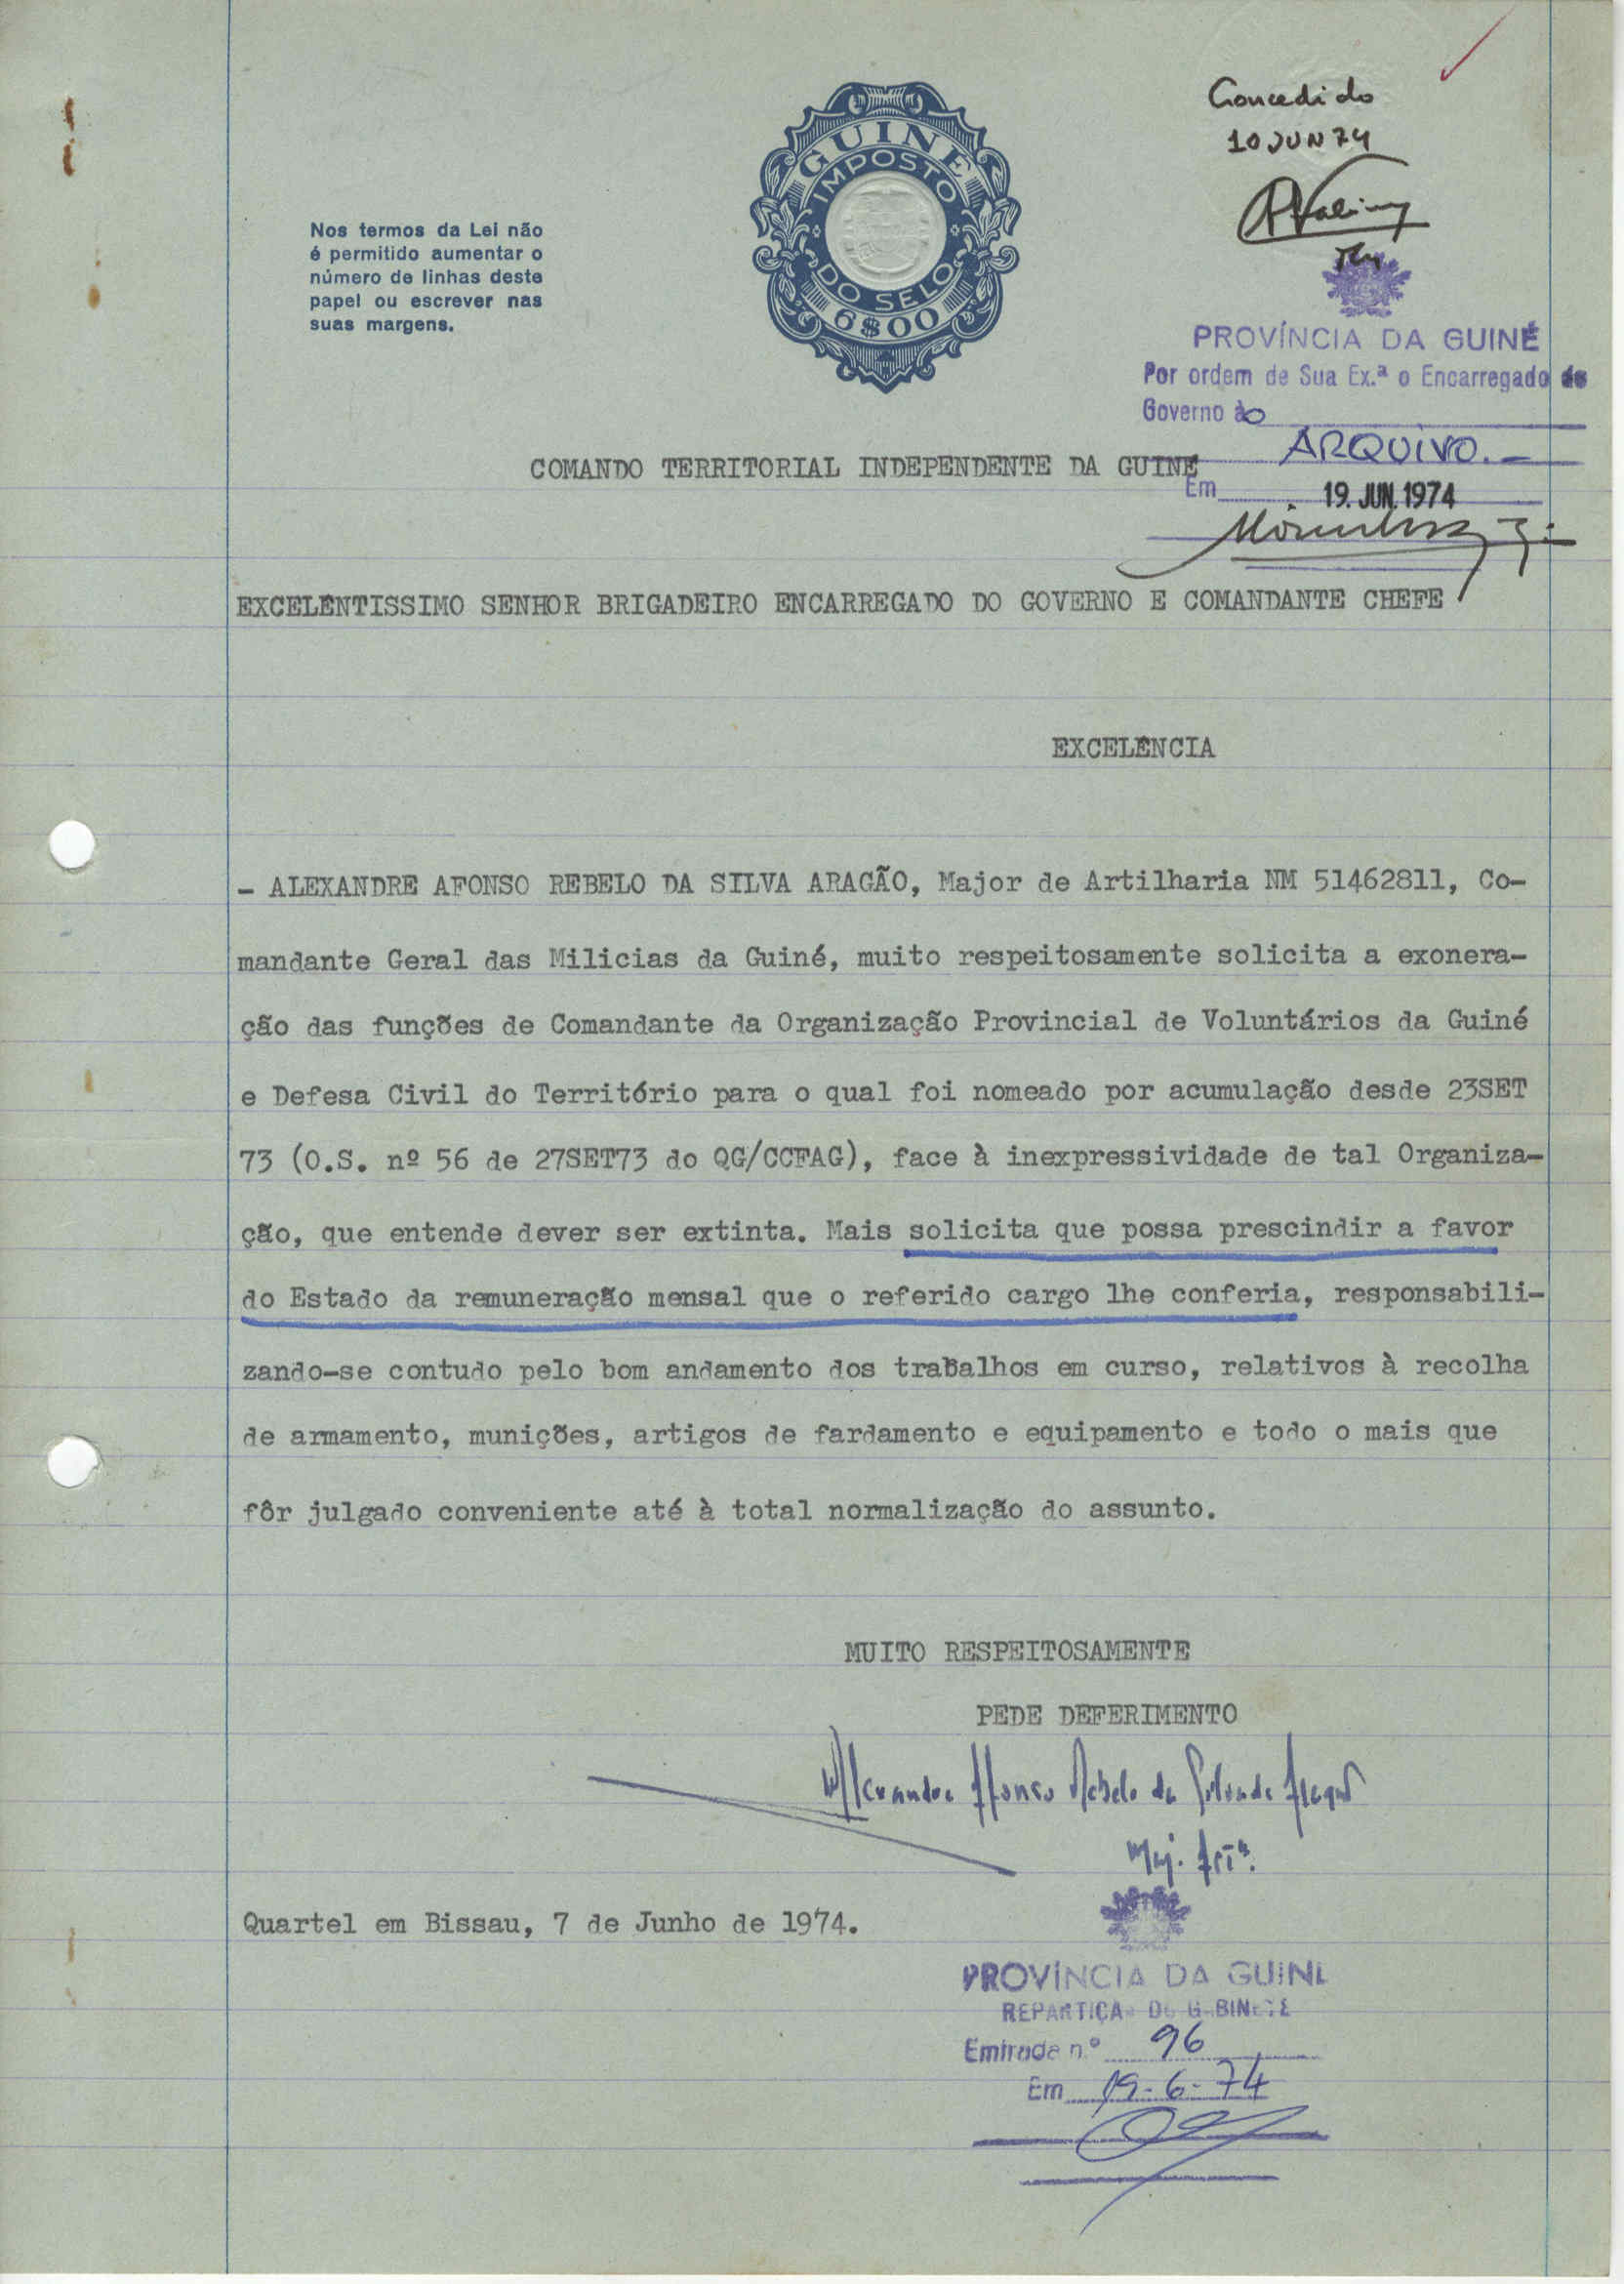 Concedido
10 JUN 74
Nos termos da Lei não
é permitido aumentar o
número de linhas deste
papel ou escrever nas
suas margens.
GUINÉ
IMPOSTO
DO SELO
6$00
PROVÍNCIA DA GUINÉ
Por ordem de Sua Ex.ª o Encarregado do
Governo ào
ARQUIVO.—
COMANDO TERRITORIAL INDEPENDENTE DA GUINÉ
Em 19. JUN. 1974
EXCELENTISSIMO SENHOR BRIGADEIRO ENCARREGADO DO GOVERNO E COMANDANTE CHEFE
EXCELÊNCIA
- ALEXANDRE AFONSO REBELO DA SILVA ARAGÃO, Major de Artilharia NM 51462811, Co-
mandante Geral das Milicias da Guiné, muito respeitosamente solicita a exonera-
ção das funções de Comandante da Organização Provincial de Voluntários da Guiné
e Defesa Civil do Território para o qual foi nomeado por acumulação desde 23SET
73 (O.S. nº 56 de 27SET73 do QG/CCFAG), face à inexpressividade de tal Organiza-
ção, que entende dever ser extinta. Mais solicita que possa prescindir a favor
do Estado da remuneração mensal que o referido cargo lhe conferia, responsabili-
zando-se contudo pelo bom andamento dos trabalhos em curso, relativos à recolha
de armamento, munições, artigos de fardamento e equipamento e todo o mais que
fôr julgado conveniente até à total normalização do assunto.
MUITO RESPEITOSAMENTE
PEDE DEFERIMENTO
Alexandre Afonso Rebelo da Silva de Aragão
Maj. Artª.
Quartel em Bissau, 7 de Junho de 1974.
PROVÍNCIA DA GUINÉ
REPARTIÇÃO DO GABINETE
Entrada n.º 96
Em 19-6-74